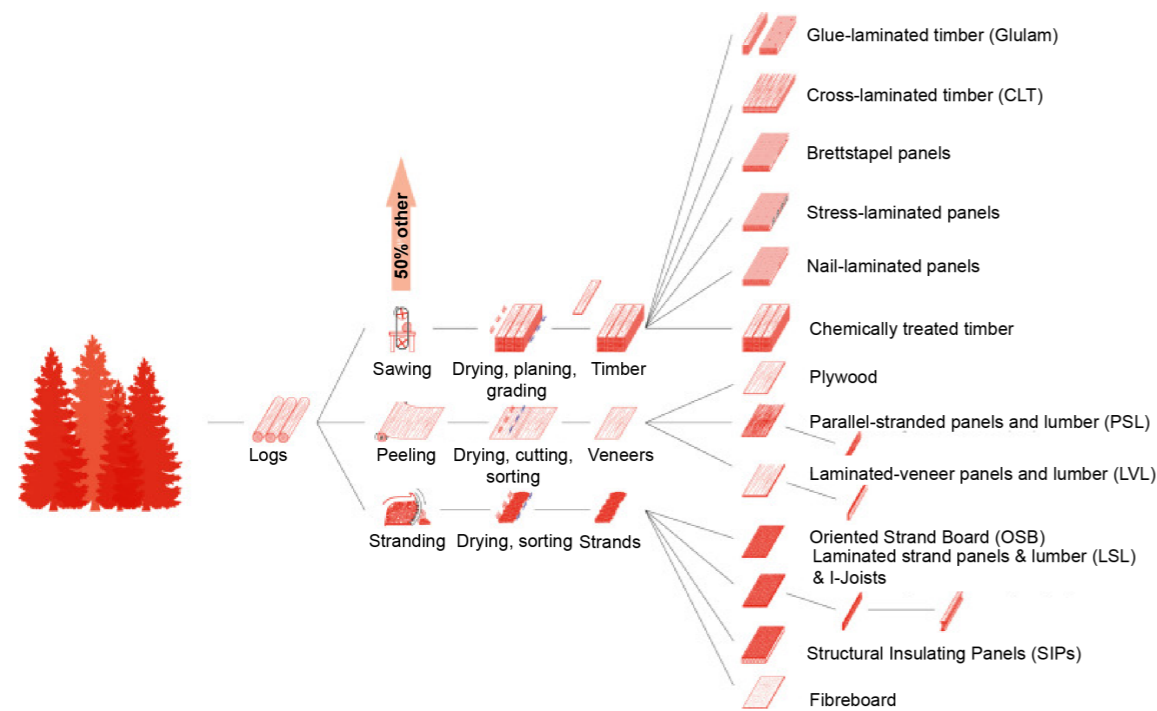 Glue-laminated timber (Glulam)
Cross-laminated timber (CLT)
Brettstapel panels
50% other
Stress-laminated panels
Nail-laminated panels
Chemically treated timber
Sawing
Drying, planing,
grading
Timber
Plywood
Parallel-stranded panels and lumber (PSL)
Logs
Peeling
Drying, cutting,
sorting
Veneers
Laminated-veneer panels and lumber (LVL)
Stranding
Drying, sorting
Strands
Oriented Strand Board (OSB)
Laminated strand panels & lumber (LSL)
& I-Joists
Structural Insulating Panels (SIPs)
Fibreboard